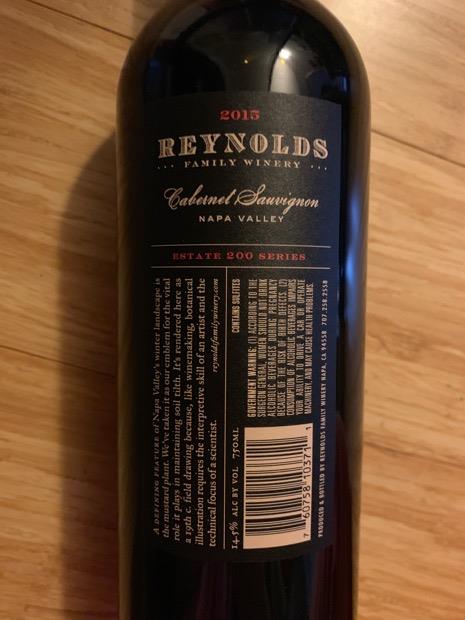 2015
REYNOLDS
... FAMILY WINERY ...
Cabernet Sauvignon
NAPA VALLEY
ESTATE 200 SERIES
A DEFINING FEATURE of Napa Valley's winter landscape is
the mustard plant. We've taken it as our emblem for the vital
role it plays in maintaining soil tilth. It's rendered here as
a 19th c. field drawing because, like winemaking, botanical
illustration requires the interpretive skill of an artist and the
technical focus of a scientist.
reynoldsfamilywinery.com
14.5% ALC BY VOL 750ML
CONTAINS SULFITES
GOVERNMENT WARNING: (1) ACCORDING TO THE
SURGEON GENERAL, WOMEN SHOULD NOT DRINK
ALCOHOLIC BEVERAGES DURING PREGNANCY
BECAUSE OF THE RISK OF BIRTH DEFECTS. (2)
CONSUMPTION OF ALCOHOLIC BEVERAGES IMPAIRS
YOUR ABILITY TO DRIVE A CAR OR OPERATE
MACHINERY, AND MAY CAUSE HEALTH PROBLEMS.
7 60758 10371 1
PRODUCED & BOTTLED BY REYNOLDS FAMILY WINERY NAPA, CA 94558 707.258.2558